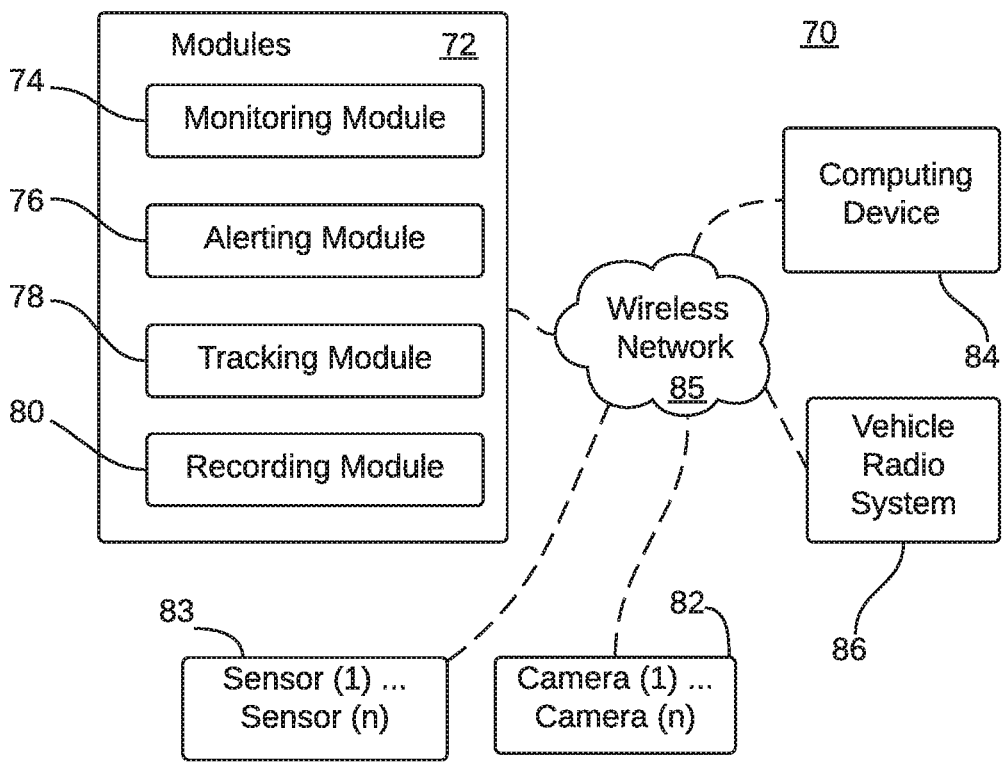 Modules 72
70
74
Monitoring Module
76
Alerting Module
78
Tracking Module
80
Recording Module
Computing
Device
84
Wireless
Network
85
Vehicle
Radio
System
86
83
Sensor (1) ...
Sensor (n)
82
Camera (1) ...
Camera (n)